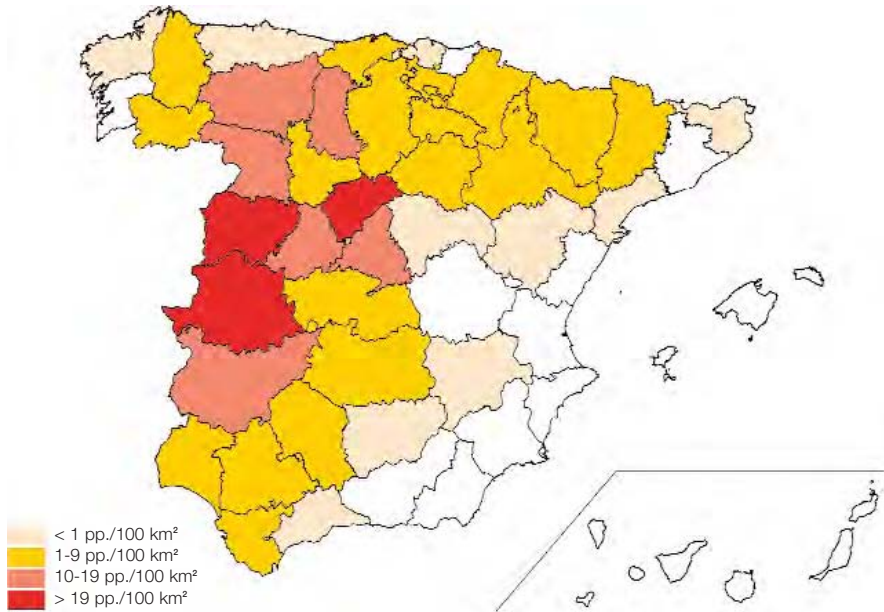 < 1 pp./100 km²
1-9 pp./100 km²
10-19 pp./100 km²
> 19 pp./100 km²